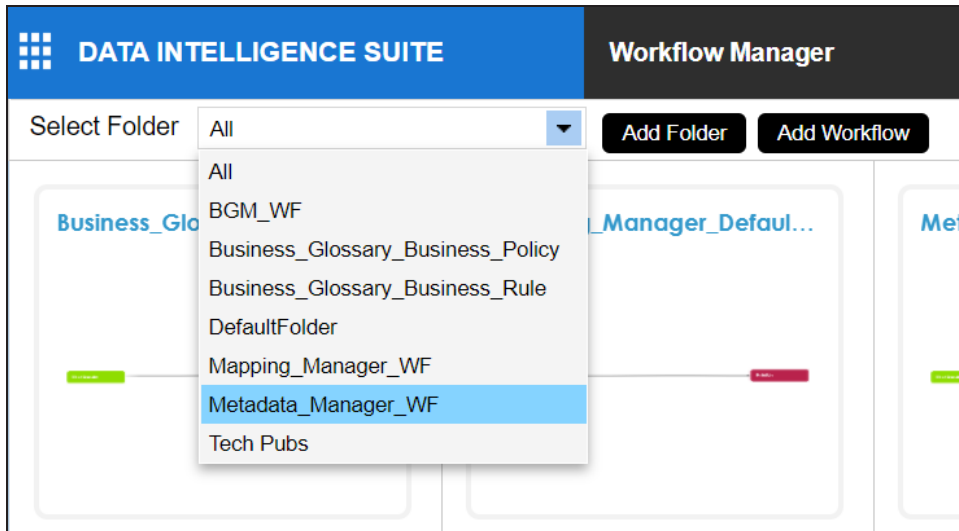 DATA INTELLIGENCE SUITE
Workflow Manager
Select Folder
All
Add Folder
Add Workflow
All
BGM_WF
Business_Glossary_Business_Policy
Business_Glossary_Business_Rule
DefaultFolder
Mapping_Manager_WF
Metadata_Manager_WF
Tech Pubs
Business_Glo
_Manager_Defaul...
Met